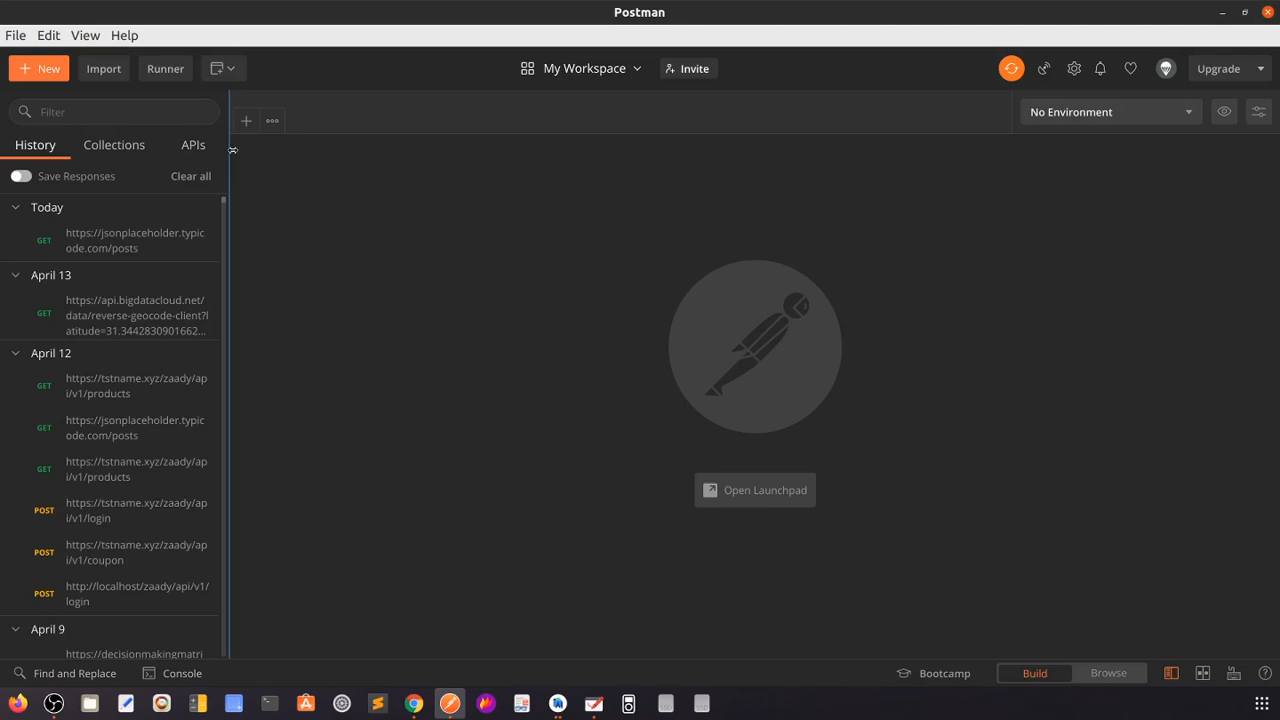 Postman
File Edit View Help
New Import Runner My Workspace Invite Upgrade
Filter
No Environment
History Collections APIs
Save Responses Clear all
Today
GET https://jsonplaceholder.typic
ode.com/posts
April 13
https://api.bigdatacloud.net/
GET data/reverse-geocode-client?l
atitude=31.3442830901662...
April 12
GET https://tstname.xyz/zaady/ap
i/v1/products
GET https://jsonplaceholder.typic
ode.com/posts
GET https://tstname.xyz/zaady/ap
i/v1/products
POST https://tstname.xyz/zaady/ap
i/v1/login
POST https://tstname.xyz/zaady/ap
i/v1/coupon
POST http://localhost/zaady/api/v1/
login
April 9
https://decisionmakingmatri
Open Launchpad
Find and Replace Console Bootcamp Build Browse